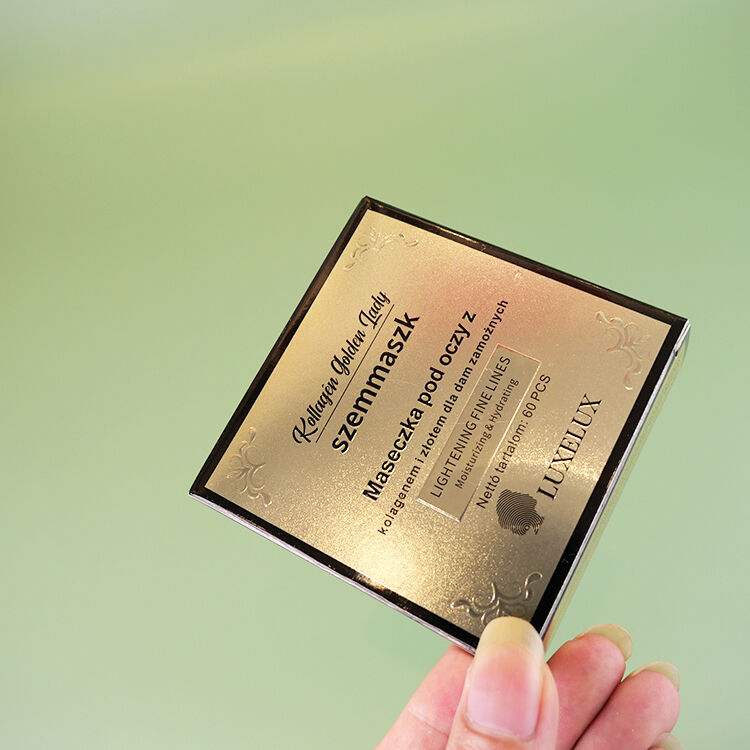 Kollagén Golden Lady
szemmaszk
Maseczka pod oczy z
kolagenem i złotem dla dam zamożnych
LIGHTENING FINE LINES
Moisturizing & Hydrating
Nettó tartalom: 60 PCS
LUXELUX